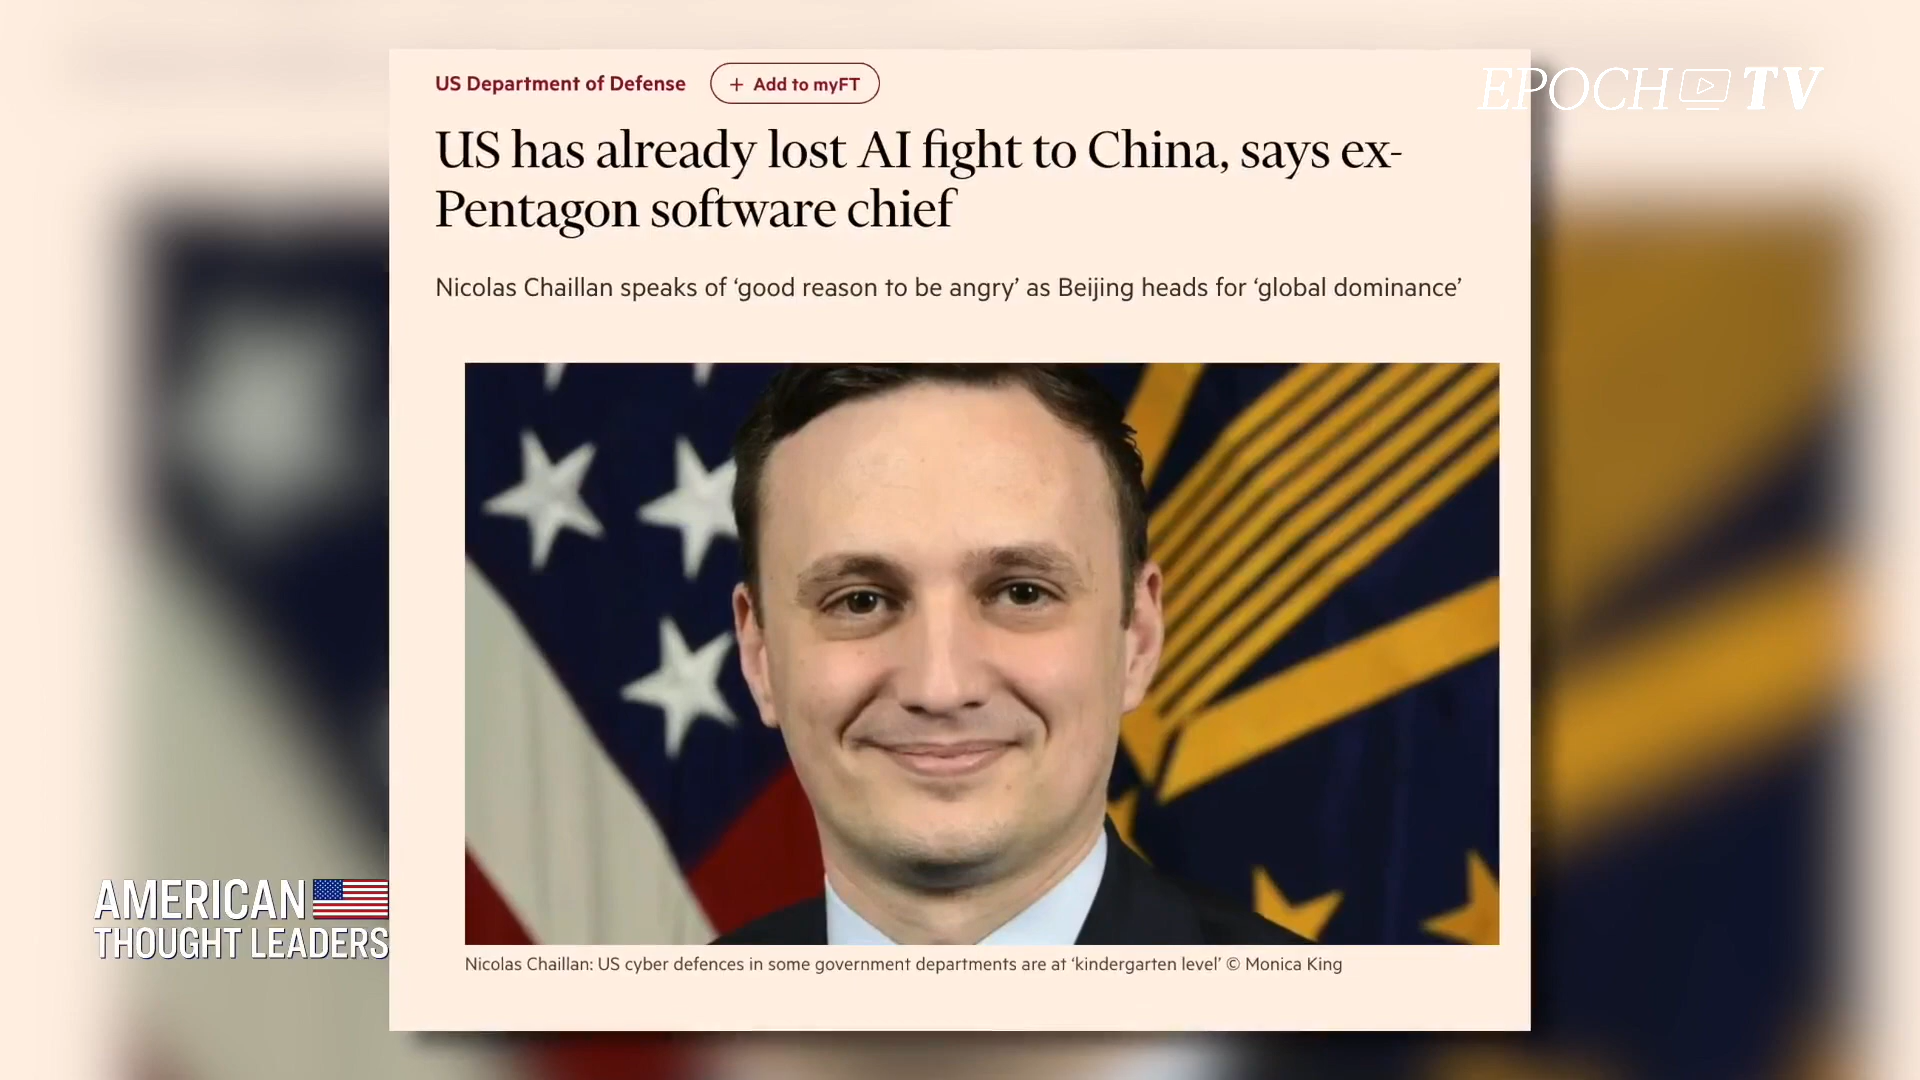 EPOCH TV
US Department of Defense
+ Add to myFT
US has already lost AI fight to China, says ex-
Pentagon software chief
Nicolas Chaillan speaks of ‘good reason to be angry’ as Beijing heads for ‘global dominance’
AMERICAN
THOUGHT LEADERS
Nicolas Chaillan: US cyber defences in some government departments are at ‘kindergarten level’ © Monica King